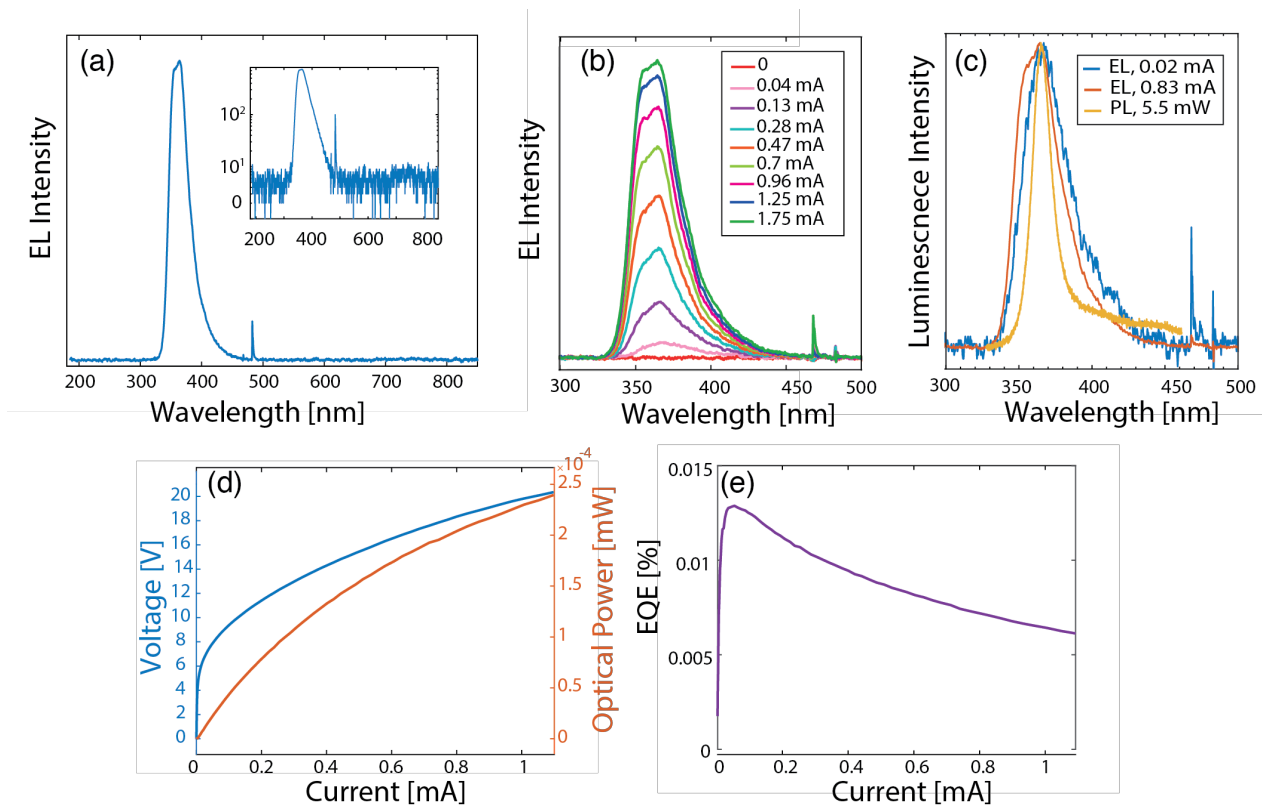 (a)
EL Intensity
10²
10¹
0
200 400 600 800
200 300 400 500 600 700 800
Wavelength [nm]
(b)
EL Intensity
0
0.04 mA
0.13 mA
0.28 mA
0.47 mA
0.7 mA
0.96 mA
1.25 mA
1.75 mA
300 350 400 450 500
Wavelength [nm]
(c)
Luminescnece Intensity
EL, 0.02 mA
EL, 0.83 mA
PL, 5.5 mW
300 350 400 450 500
Wavelength [nm]
(d)
Voltage [V]
20
18
16
14
12
10
8
6
4
2
0
×10⁻⁴
2.5
2
1.5
1
0.5
0
Optical Power [mW]
0 0.2 0.4 0.6 0.8 1
Current [mA]
(e)
EQE [%]
0.015
0.01
0.005
0
0 0.2 0.4 0.6 0.8 1
Current [mA]